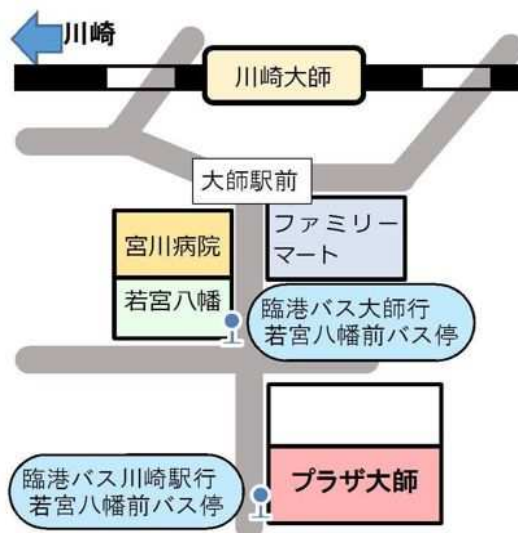 川崎
川崎大師
大師駅前
宮川病院
ファミリー
マート
若宮八幡
臨港バス大師行
若宮八幡前バス停
プラザ大師
臨港バス川崎駅行
若宮八幡前バス停